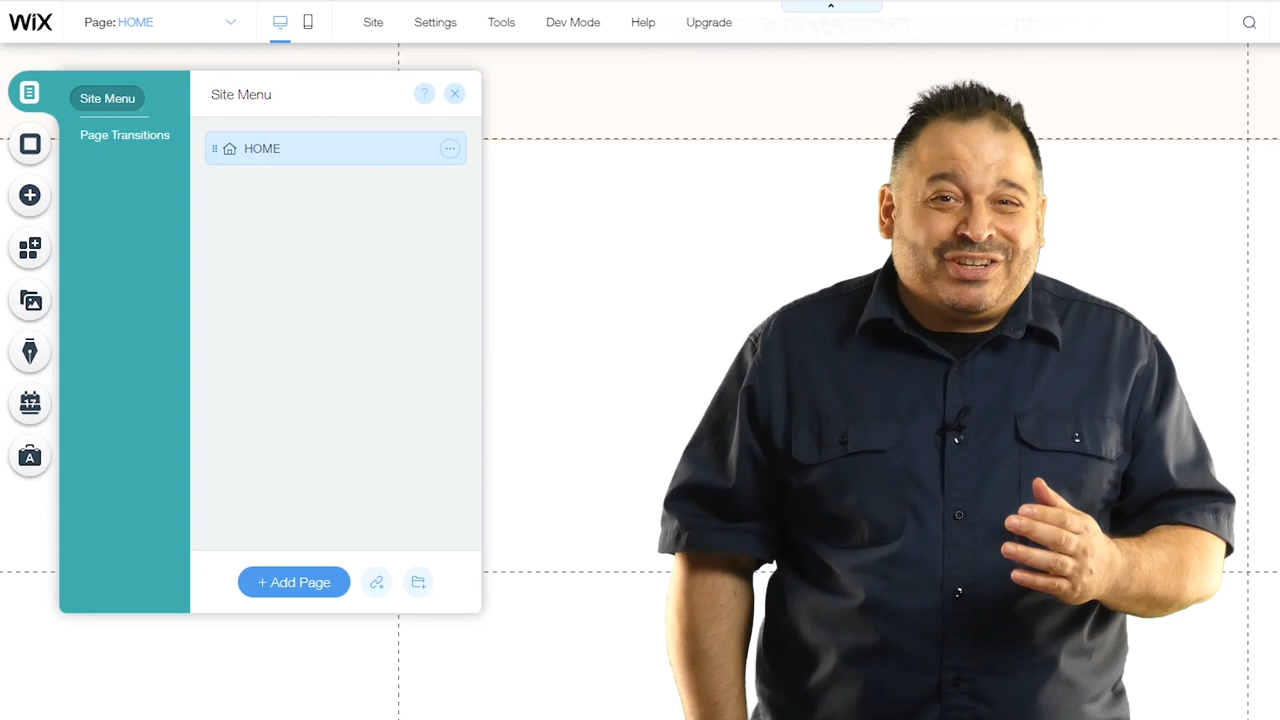 WiX
Page: HOME
Site
Settings
Tools
Dev Mode
Help
Upgrade
Site Menu
Page Transitions
Site Menu
?
HOME
17
A
+ Add Page